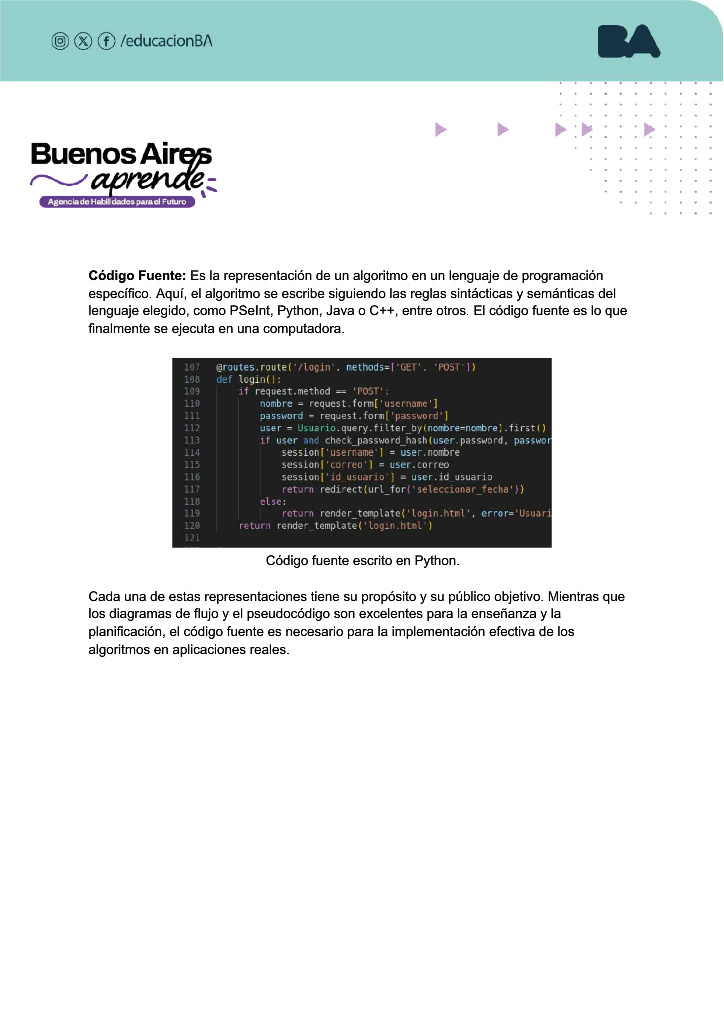 /educacionBA
BA
Buenos Aires
aprende
Agencia de Habilidades para el Futuro
Código Fuente: Es la representación de un algoritmo en un lenguaje de programación
específico. Aquí, el algoritmo se escribe siguiendo las reglas sintácticas y semánticas del
lenguaje elegido, como PSeInt, Python, Java o C++, entre otros. El código fuente es lo que
finalmente se ejecuta en una computadora.
107 @routes.route('/login', methods=['GET', 'POST'])
108 def login():
109 if request.method == 'POST':
110 nombre = request.form['username']
111 password = request.form['password']
112 user = Usuario.query.filter_by(nombre=nombre).first()
113 if user and check_password_hash(user.password, passwor
114 session['username'] = user.nombre
115 session['correo'] = user.correo
116 session['id_usuario'] = user.id_usuario
117 return redirect(url_for('seleccionar_fecha'))
118 else:
119 return render_template('login.html', error='Usuari
120 return render_template('login.html')
121
Código fuente escrito en Python.
Cada una de estas representaciones tiene su propósito y su público objetivo. Mientras que
los diagramas de flujo y el pseudocódigo son excelentes para la enseñanza y la
planificación, el código fuente es necesario para la implementación efectiva de los
algoritmos en aplicaciones reales.